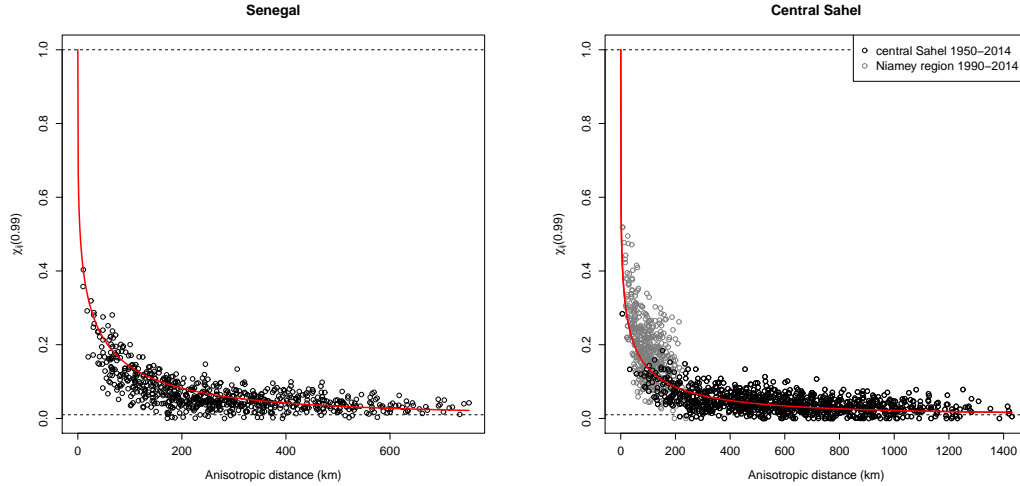 Senegal
1.0
0.8
0.6
0.4
0.2
0.0
χij(0.99)
0 200 400 600
Anisotropic distance (km)
Central Sahel
central Sahel 1950−2014
Niamey region 1990−2014
1.0
0.8
0.6
0.4
0.2
0.0
χij(0.99)
0 200 400 600 800 1000 1200 1400
Anisotropic distance (km)